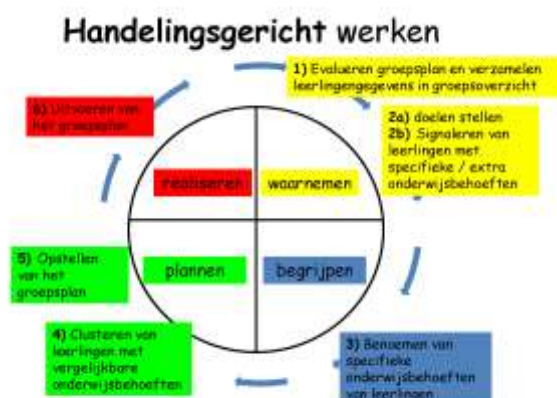 Handelingsgericht werken
1) Evalueren groepsplan en verzamelen
leerlingengegevens in groepsoverzicht
2a) doelen stellen
2b) Signaleren van
leerlingen met
specifieke / extra
onderwijsbehoeften
3) Benoemen van
specifieke
onderwijsbehoeften
van leerlingen
4) Clusteren van
leerlingen met
vergelijkbare
onderwijsbehoeften
5) Opstellen
van het
groepsplan
6) Uitvoeren van
het groepsplan
realiseren
waarnemen
plannen
begrijpen